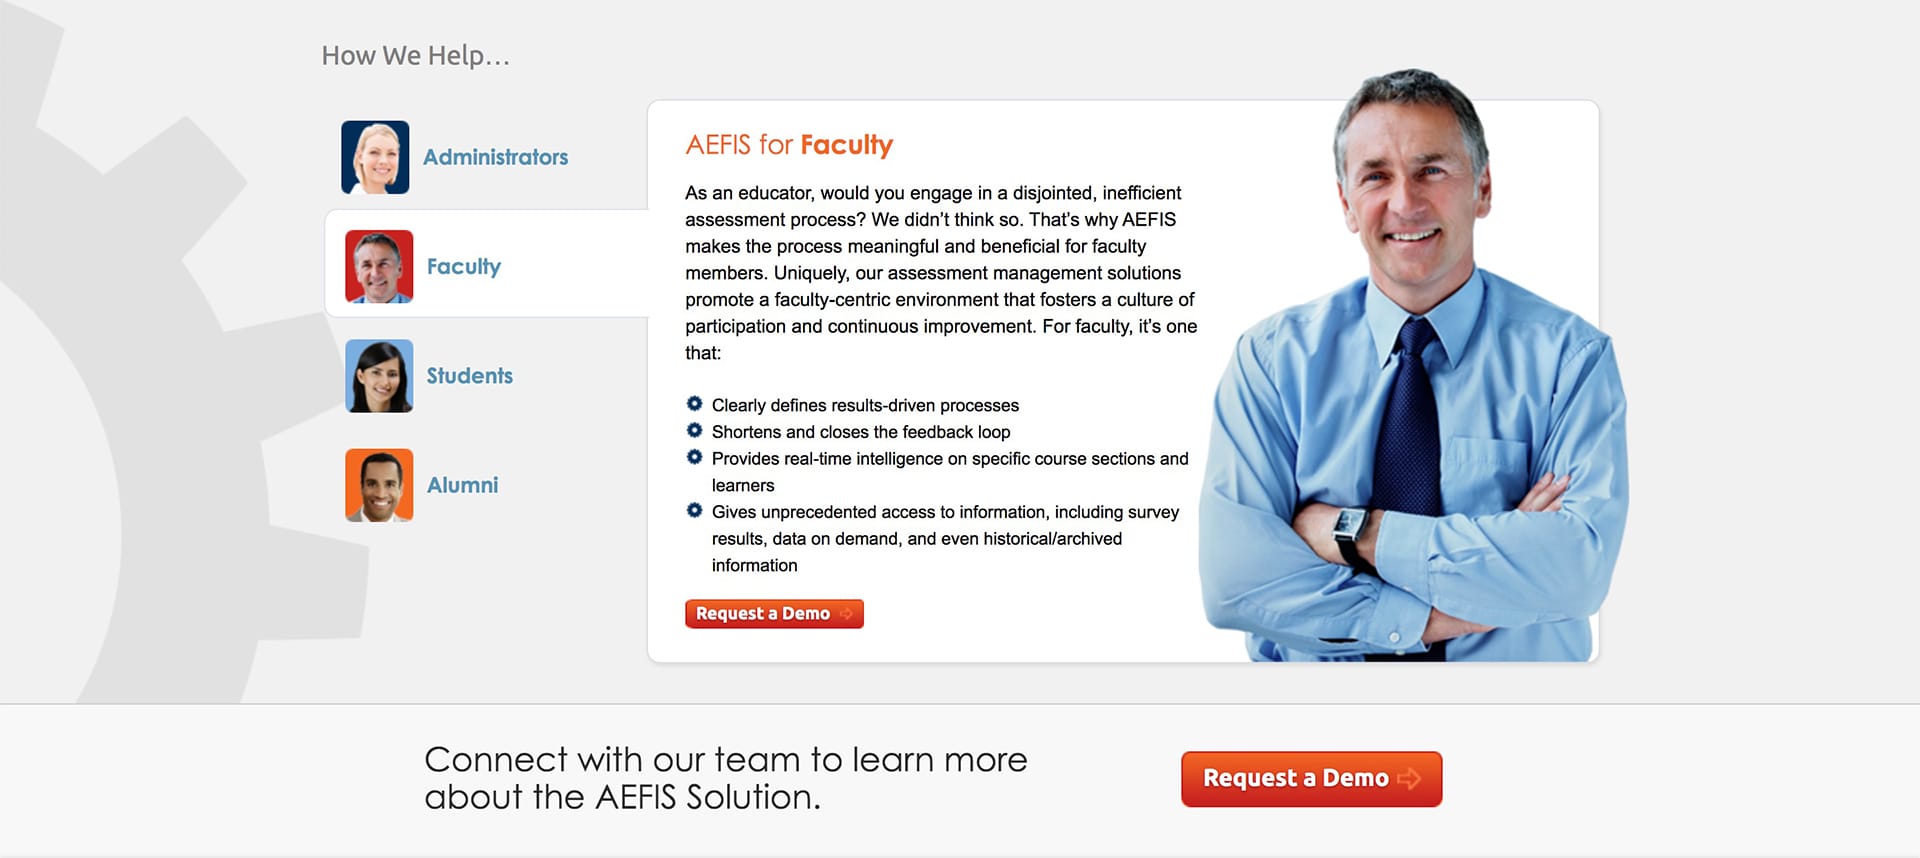 How We Help...
Administrators
Faculty
Students
Alumni
AEFIS for Faculty
As an educator, would you engage in a disjointed, inefficient
assessment process? We didn’t think so. That’s why AEFIS
makes the process meaningful and beneficial for faculty
members. Uniquely, our assessment management solutions
promote a faculty-centric environment that fosters a culture of
participation and continuous improvement. For faculty, it’s one
that:
Clearly defines results-driven processes
Shortens and closes the feedback loop
Provides real-time intelligence on specific course sections and
learners
Gives unprecedented access to information, including survey
results, data on demand, and even historical/archived
information
Request a Demo
Connect with our team to learn more
about the AEFIS Solution.
Request a Demo